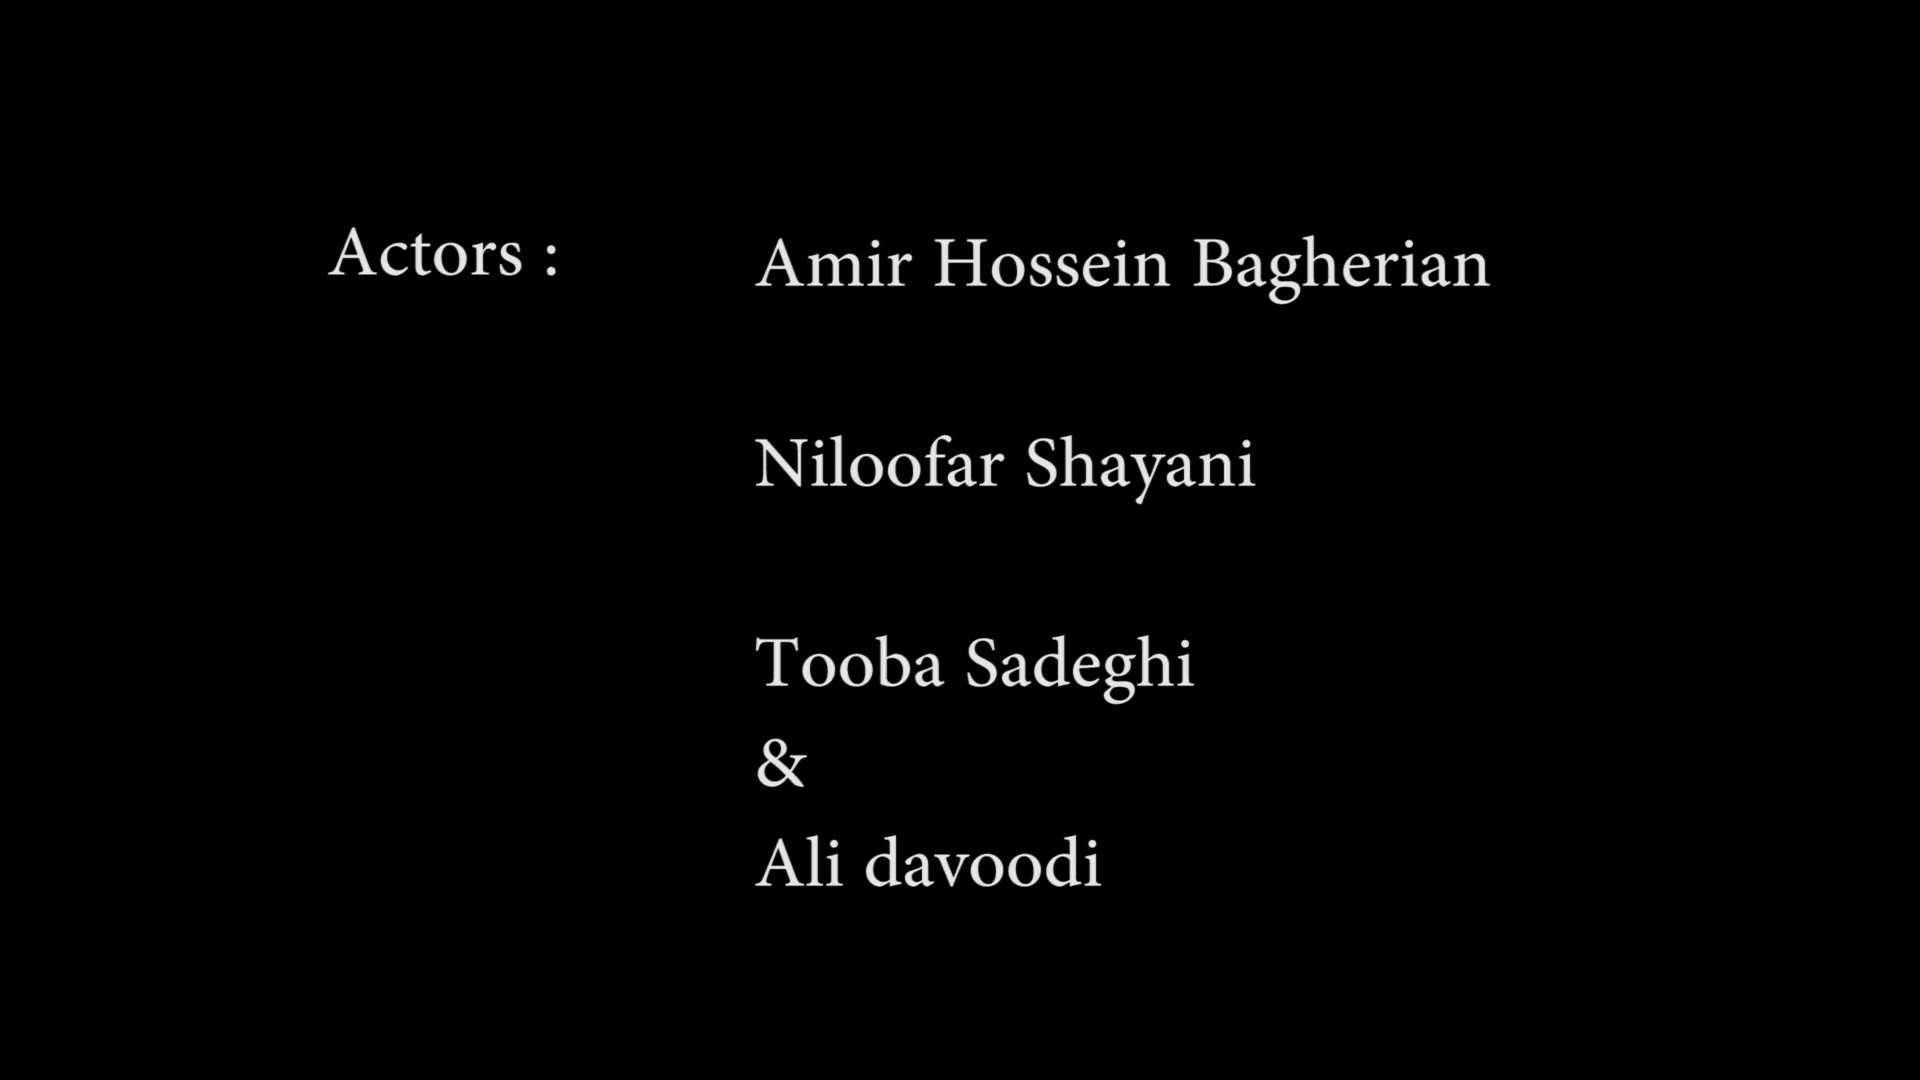 Actors : Amir Hossein Bagherian
Niloofar Shayani
Tooba Sadeghi
&
Ali davoodi